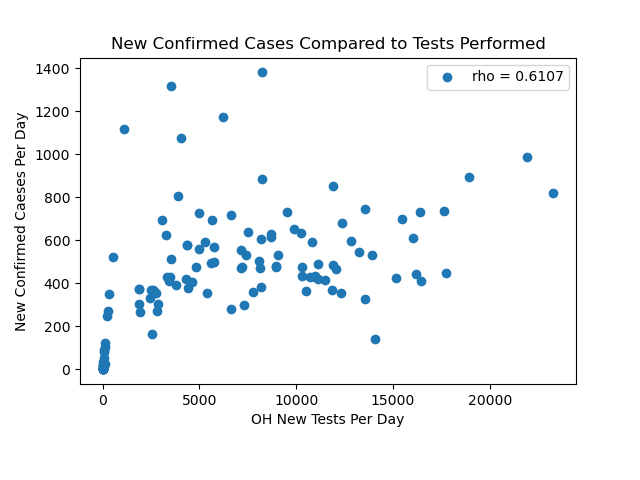 New Confirmed Cases Compared to Tests Performed
rho = 0.6107
1400
1200
1000
800
600
400
200
0
New Confirmed Caeses Per Day
0 5000 10000 15000 20000
OH New Tests Per Day